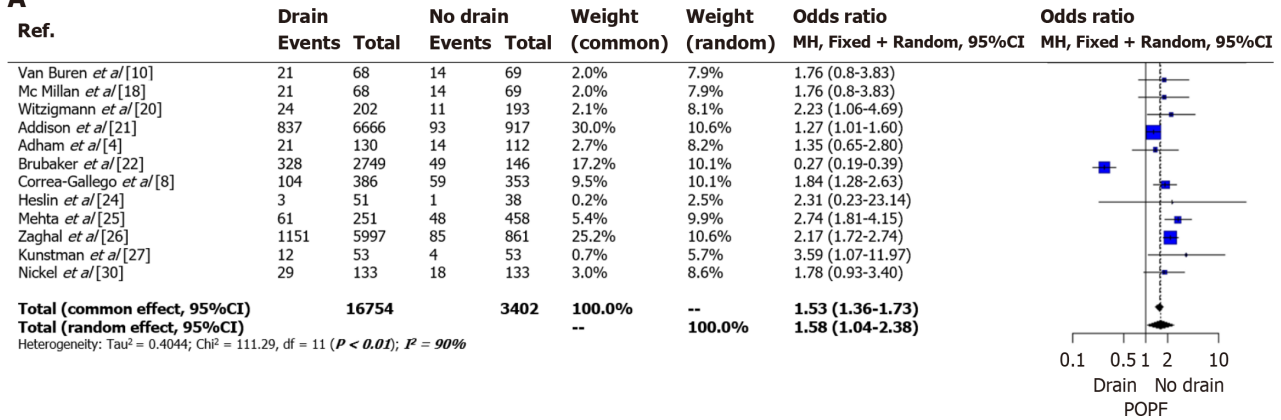 A
Ref. Drain No drain Weight Weight Odds ratio Odds ratio
Events Total Events Total (common) (random) MH, Fixed + Random, 95%CI MH, Fixed + Random, 95%CI
Van Buren et al [10] 21 68 14 69 2.0% 7.9% 1.76 (0.8-3.83)
Mc Millan et al [18] 21 68 14 69 2.0% 7.9% 1.76 (0.8-3.83)
Witzigmann et al [20] 24 202 11 193 2.1% 8.1% 2.23 (1.06-4.69)
Addison et al [21] 837 6666 93 917 30.0% 10.6% 1.27 (1.01-1.60)
Adham et al [4] 21 130 14 112 2.7% 8.2% 1.35 (0.65-2.80)
Brubaker et al [22] 328 2749 49 146 17.2% 10.1% 0.27 (0.19-0.39)
Correa-Gallego et al [8] 104 386 59 353 9.5% 10.1% 1.84 (1.28-2.63)
Heslin et al [24] 3 51 1 38 0.2% 2.5% 2.31 (0.23-23.14)
Mehta et al [25] 61 251 48 458 5.4% 9.9% 2.74 (1.81-4.15)
Zaghal et al [26] 1151 5997 85 861 25.2% 10.6% 2.17 (1.72-2.74)
Kunstman et al [27] 12 53 4 53 0.7% 5.7% 3.59 (1.07-11.97)
Nickel et al [30] 29 133 18 133 3.0% 8.6% 1.78 (0.93-3.40)
Total (common effect, 95%CI) 16754 3402 100.0% -- 1.53 (1.36-1.73)
Total (random effect, 95%CI) -- 100.0% 1.58 (1.04-2.38)
Heterogeneity: Tau² = 0.4044; Chi² = 111.29, df = 11 (P < 0.01); I² = 90%
0.1 0.5 1 2 10
Drain No drain
POPF